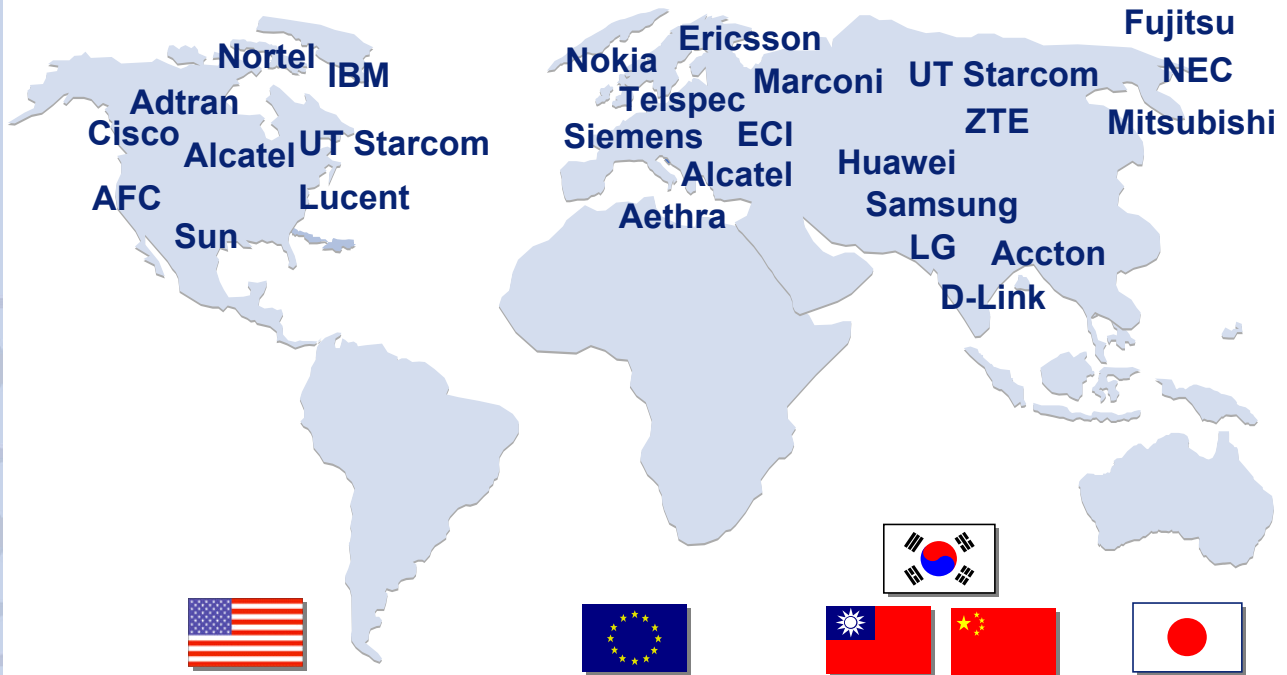 Nortel
IBM
Adtran
Cisco
Alcatel
UT Starcom
AFC
Lucent
Sun
Ericsson
Nokia
Marconi
Telspec
Siemens
ECI
Alcatel
Aethra
UT Starcom
ZTE
Huawei
Samsung
LG
Accton
D-Link
Fujitsu
NEC
Mitsubishi